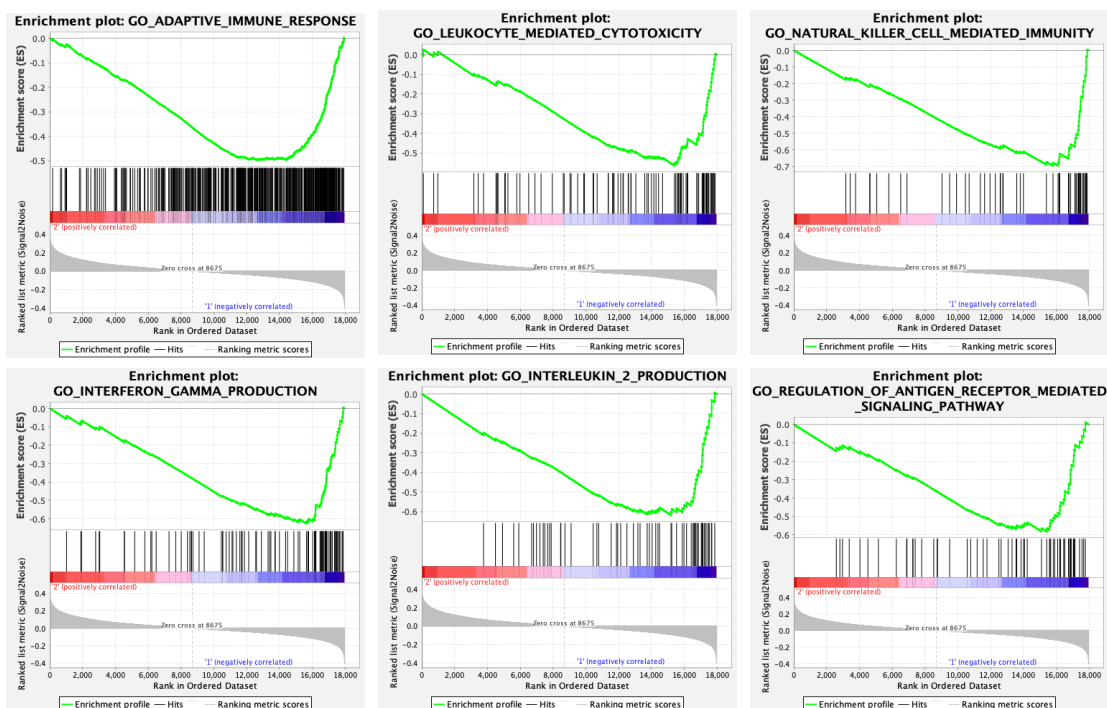 Enrichment plot: GO_ADAPTIVE_IMMUNE_RESPONSE
Enrichment score (ES)
0.0
-0.1
-0.2
-0.3
-0.4
-0.5
'2' (positively correlated)
Ranked list metric (Signal2Noise)
0.4
0.2
0.0
-0.2
-0.4
Zero cross at 8675
'1' (negatively correlated)
0 2,000 4,000 6,000 8,000 10,000 12,000 14,000 16,000 18,000
Rank in Ordered Dataset
Enrichment profile Hits Ranking metric scores
Enrichment plot:
GO_LEUKOCYTE_MEDIATED_CYTOTOXICITY
Enrichment score (ES)
0.0
-0.1
-0.2
-0.3
-0.4
-0.5
'2' (positively correlated)
Ranked list metric (Signal2Noise)
0.4
0.2
0.0
-0.2
-0.4
Zero cross at 8675
'1' (negatively correlated)
0 2,000 4,000 6,000 8,000 10,000 12,000 14,000 16,000 18,000
Rank in Ordered Dataset
Enrichment profile Hits Ranking metric scores
Enrichment plot:
GO_NATURAL_KILLER_CELL_MEDIATED_IMMUNITY
Enrichment score (ES)
0.0
-0.1
-0.2
-0.3
-0.4
-0.5
-0.6
-0.7
'2' (positively correlated)
Ranked list metric (Signal2Noise)
0.4
0.2
0.0
-0.2
-0.4
Zero cross at 8675
'1' (negatively correlated)
0 2,000 4,000 6,000 8,000 10,000 12,000 14,000 16,000 18,000
Rank in Ordered Dataset
Enrichment profile Hits Ranking metric scores
Enrichment plot:
GO_INTERFERON_GAMMA_PRODUCTION
Enrichment score (ES)
0.0
-0.1
-0.2
-0.3
-0.4
-0.5
-0.6
'2' (positively correlated)
Ranked list metric (Signal2Noise)
0.4
0.2
0.0
-0.2
-0.4
Zero cross at 8675
'1' (negatively correlated)
0 2,000 4,000 6,000 8,000 10,000 12,000 14,000 16,000 18,000
Rank in Ordered Dataset
Enrichment profile Hits Ranking metric scores
Enrichment plot: GO_INTERLEUKIN_2_PRODUCTION
Enrichment score (ES)
0.0
-0.1
-0.2
-0.3
-0.4
-0.5
-0.6
'2' (positively correlated)
Ranked list metric (Signal2Noise)
0.4
0.2
0.0
-0.2
-0.4
Zero cross at 8675
'1' (negatively correlated)
0 2,000 4,000 6,000 8,000 10,000 12,000 14,000 16,000 18,000
Rank in Ordered Dataset
Enrichment profile Hits Ranking metric scores
Enrichment plot:
GO_REGULATION_OF_ANTIGEN_RECEPTOR_MEDIATED
_SIGNALING_PATHWAY
Enrichment score (ES)
0.0
-0.1
-0.2
-0.3
-0.4
-0.5
-0.6
'2' (positively correlated)
Ranked list metric (Signal2Noise)
0.4
0.2
0.0
-0.2
-0.4
Zero cross at 8675
'1' (negatively correlated)
0 2,000 4,000 6,000 8,000 10,000 12,000 14,000 16,000 18,000
Rank in Ordered Dataset
Enrichment profile Hits Ranking metric scores